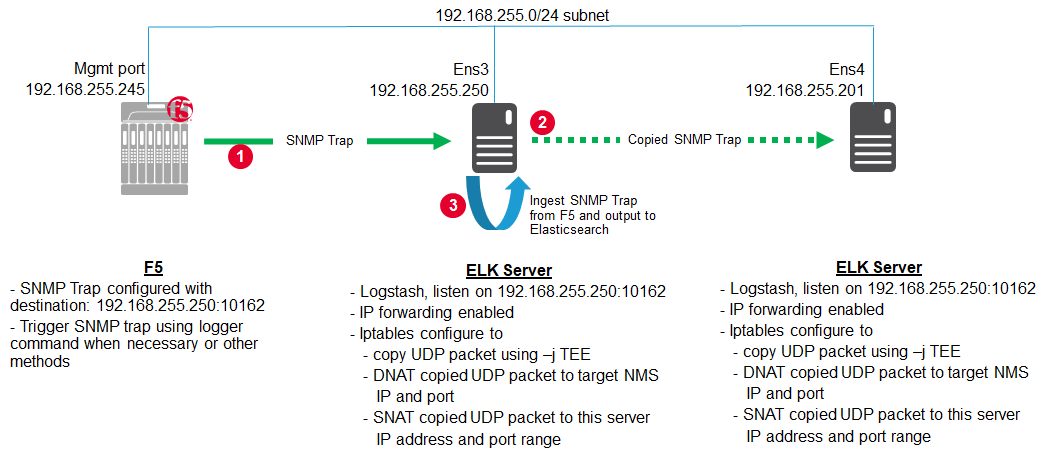 192.168.255.0/24 subnet
Mgmt port
192.168.255.245
f5
Ens3
192.168.255.250
Ens4
192.168.255.201
1
SNMP Trap
2
Copied SNMP Trap
3
Ingest SNMP Trap
from F5 and output to
Elasticsearch
F5
- SNMP Trap configured with
destination: 192.168.255.250:10162
- Trigger SNMP trap using logger
command when necessary or other
methods
ELK Server
- Logstash, listen on 192.168.255.250:10162
- IP forwarding enabled
- Iptables configure to
- copy UDP packet using –j TEE
- DNAT copied UDP packet to target NMS
IP and port
- SNAT copied UDP packet to this server
IP address and port range
ELK Server
- Logstash, listen on 192.168.255.250:10162
- IP forwarding enabled
- Iptables configure to
- copy UDP packet using –j TEE
- DNAT copied UDP packet to target NMS
IP and port
- SNAT copied UDP packet to this server
IP address and port range